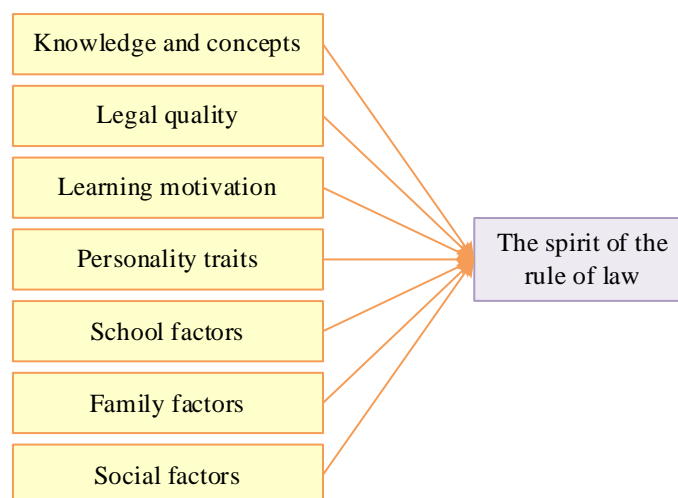 Knowledge and concepts
Legal quality
Learning motivation
Personality traits
School factors
Family factors
Social factors
The spirit of the
rule of law